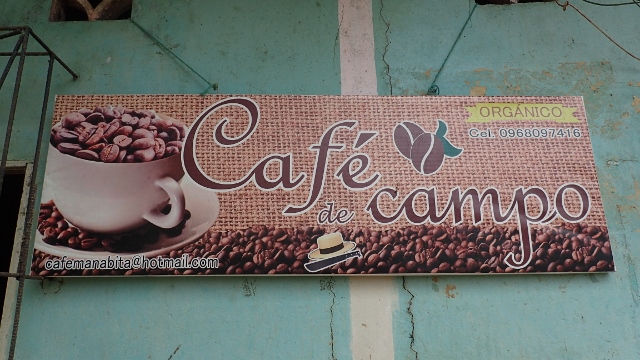 ORGÁNICO
Cel. 0968097416
Café
de campo
cafemanabita@hotmail.com